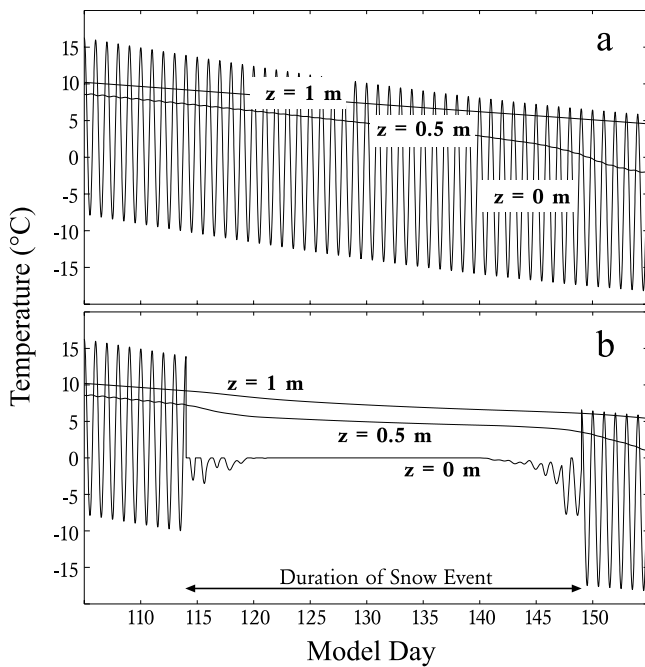 a
15
10
5
0
-5
-10
-15
z = 1 m
z = 0.5 m
z = 0 m
Temperature (°C)
b
15
10
5
0
-5
-10
-15
z = 1 m
z = 0.5 m
z = 0 m
Duration of Snow Event
110 115 120 125 130 135 140 145 150
Model Day